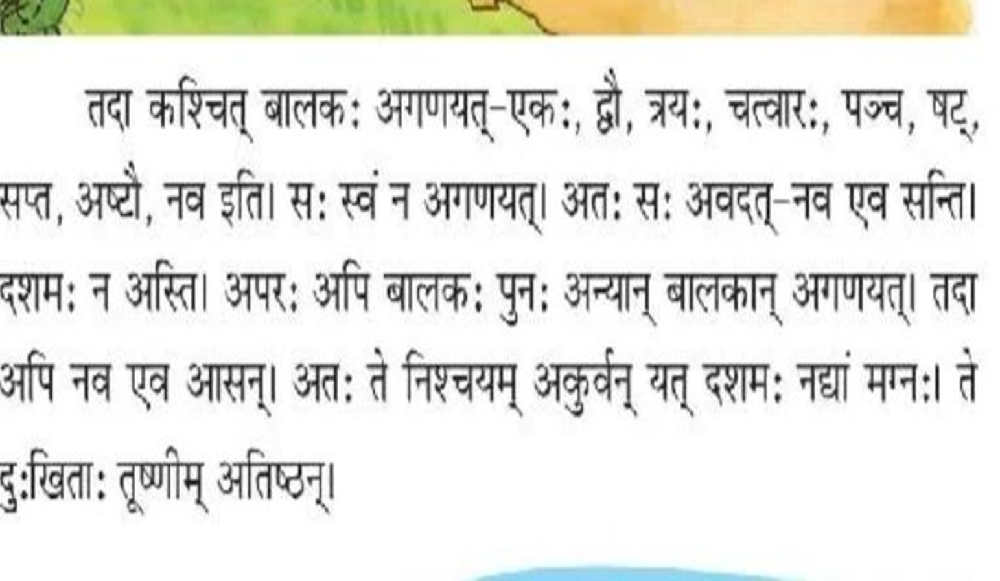 तदा कश्चित् बालकः अगणयत्-एकः, द्वौ, त्रयः, चत्वारः, पञ्च, षट्,
सप्त, अष्टौ, नव इति। सः स्वं न अगणयत्। अतः सः अवदत्-नव एव सन्ति।
दशमः न अस्ति। अपरः अपि बालकः पुनः अन्यान् बालकान् अगणयत्। तदा
अपि नव एव आसन्। अतः ते निश्चयम् अकुर्वन् यत् दशमः नद्यां मग्नः। ते
दुःखिताः तूष्णीम् अतिष्ठन्।